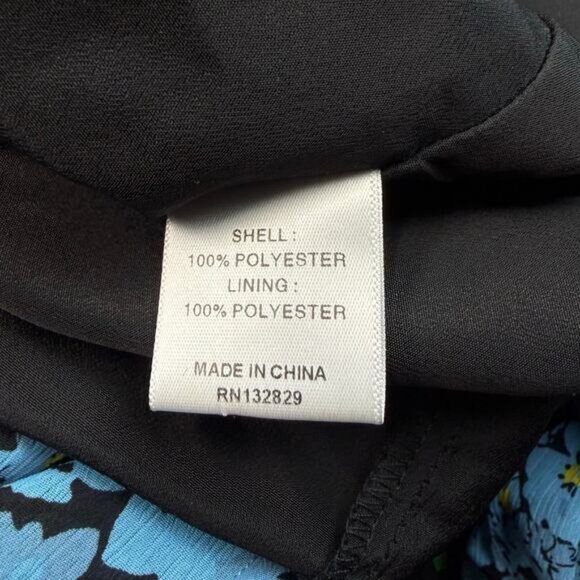 SHELL :
100% POLYESTER
LINING :
100% POLYESTER
MADE IN CHINA
RN132829